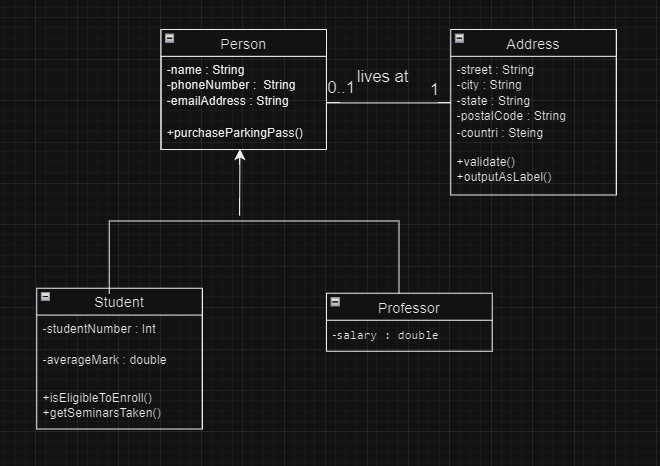 Person
-name : String
-phoneNumber : String
-emailAddress : String
+purchaseParkingPass()
0..1
lives at
1
Address
-street : String
-city : String
-state : String
-postalCode : String
-countri : Steing
+validate()
+outputAsLabel()
Student
-studentNumber : Int
-averageMark : double
+isEligibleToEnroll()
+getSeminarsTaken()
Professor
-salary : double